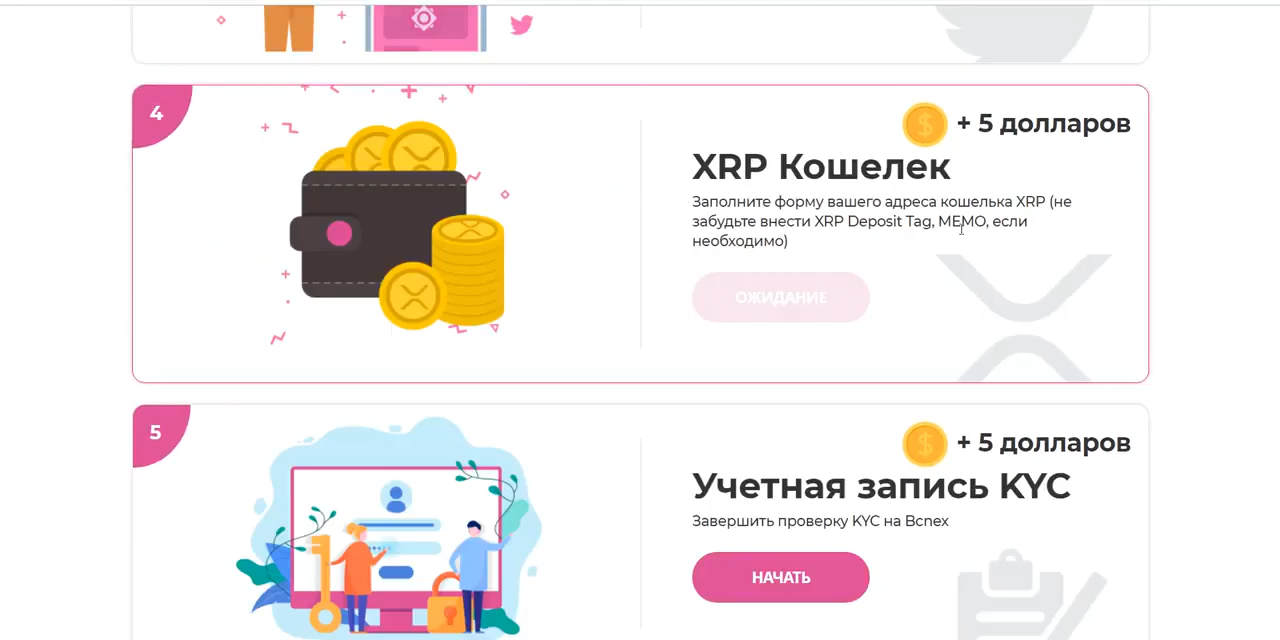 4
+ 5 долларов
XRP Кошелек
Заполните форму вашего адреса кошелька XRP (не
забудьте внести XRP Deposit Tag, MEMO, если
необходимо)
ОЖИДАНИЕ
5
+ 5 долларов
Учетная запись KYC
Завершить проверку KYC на Bcnex
НАЧАТЬ